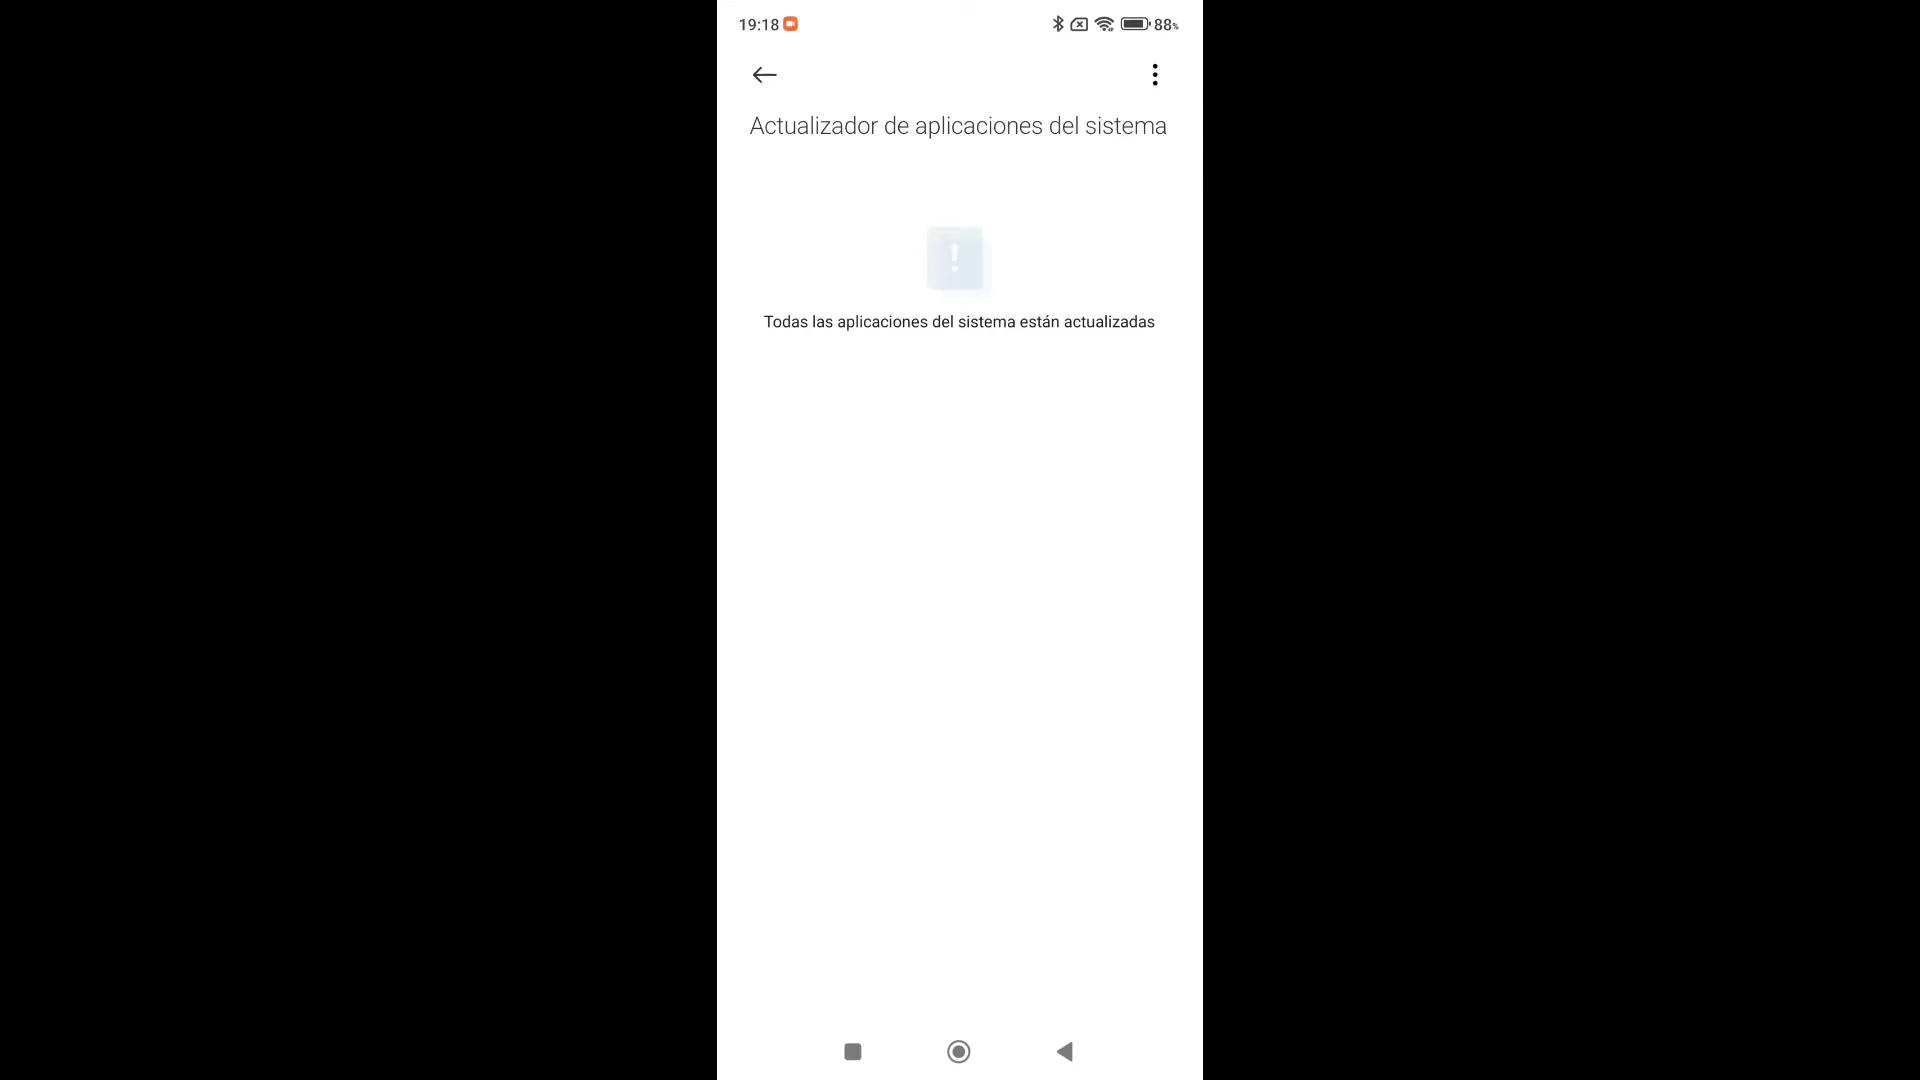 19:18 88%
Actualizador de aplicaciones del sistema
Todas las aplicaciones del sistema están actualizadas